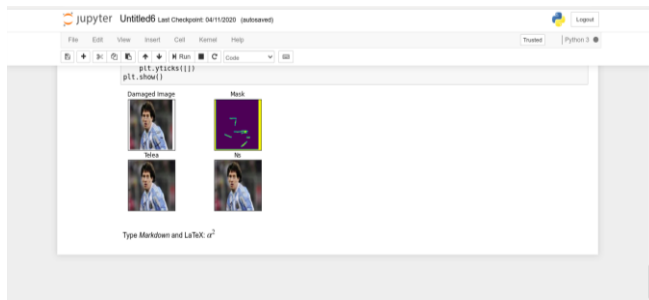 jupyter Untitled6 Last Checkpoint: 04/11/2020 (autosaved)
Logout
File Edit View Insert Cell Kernel Help
Trusted
Python 3
Run
Code
plt.yticks([])
plt.show()
Damaged Image
Mask
Telea
Ns
Type Markdown and LaTeX: α²